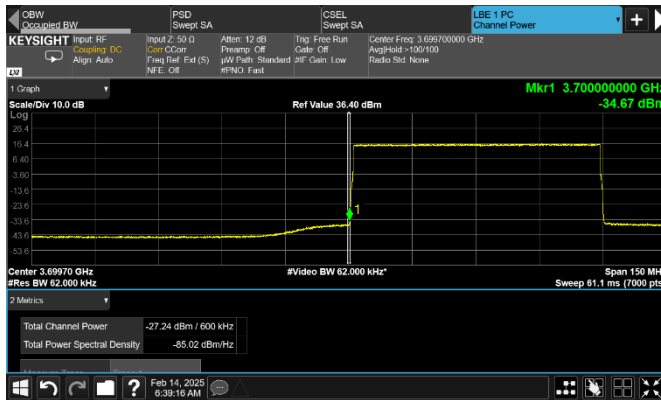 OBW
Occupied BW
PSD
Swept SA
CSEL
Swept SA
LBE 1 PC
Channel Power
KEYSIGHT
Input: RF
Coupling: DC
Align: Auto
Input Z: 50 Ω
Corr CCorr
Freq Ref: Ext (S)
NFE: Off
Atten: 12 dB
Preamp: Off
µW Path: Standard
#PNO: Fast
Trig: Free Run
Gate: Off
#IF Gain: Low
Center Freq: 3.699700000 GHz
Avg|Hold:>100/100
Radio Std: None
LXI
1 Graph
Mkr1 3.700000000 GHz
Scale/Div 10.0 dB
Ref Value 36.40 dBm
-34.67 dBm
Log
26.4
16.4
6.40
-3.60
-13.6
-23.6
-33.6
-43.6
-53.6
1
Center 3.69970 GHz
#Video BW 62.000 kHz*
Span 150 MH
#Res BW 62.000 kHz
Sweep 61.1 ms (7000 pts
2 Metrics
Total Channel Power -27.24 dBm / 600 kHz
Total Power Spectral Density -85.02 dBm/Hz
Feb 14, 2025
6:39:16 AM